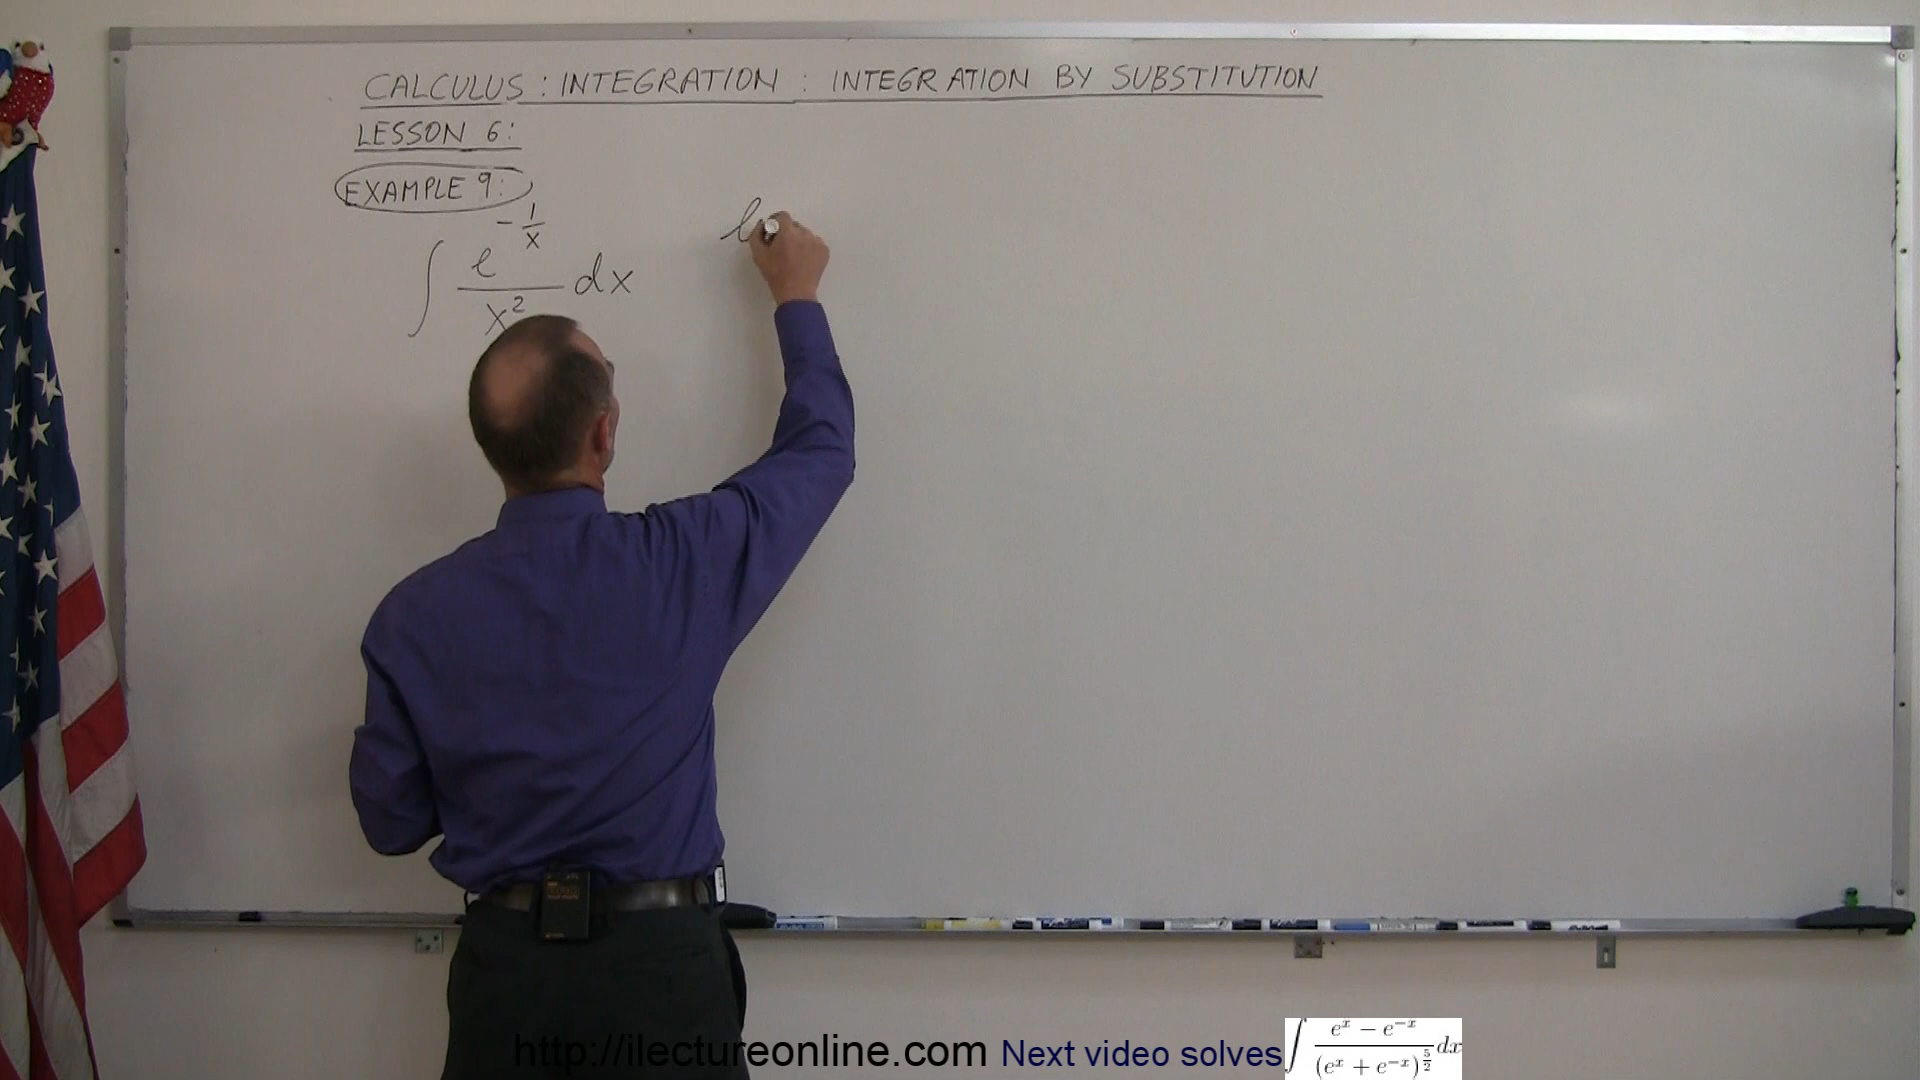 CALCULUS : INTEGRATION : INTEGRATION BY SUBSTITUTION
LESSON 6:
EXAMPLE 9:
∫ e^(-1/x) / x² dx
l
http://ilectureonline.com Next video solves ∫ (e^x − e^(−x)) / (e^x + e^(−x))^(5/2) dx